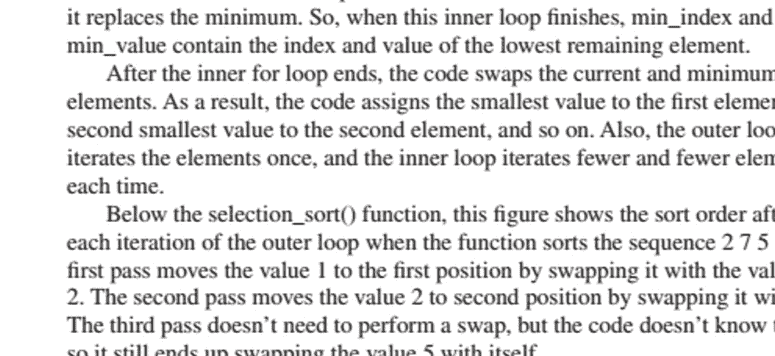 it replaces the minimum. So, when this inner loop finishes, min_index and
min_value contain the index and value of the lowest remaining element.
After the inner for loop ends, the code swaps the current and minimum
elements. As a result, the code assigns the smallest value to the first
second smallest value to the second element, and so on. Also, the outer
iterates the elements once, and the inner loop iterates fewer and fewer
each time.
Below the selection_sort() function, this figure shows the sort order
each iteration of the outer loop when the function sorts the sequence 2 7 5
first pass moves the value 1 to the first position by swapping it with the
2. The second pass moves the value 2 to second position by swapping it
The third pass doesn't need to perform a swap, but the code doesn't know
so it still ends up swapping the value 5 with itself